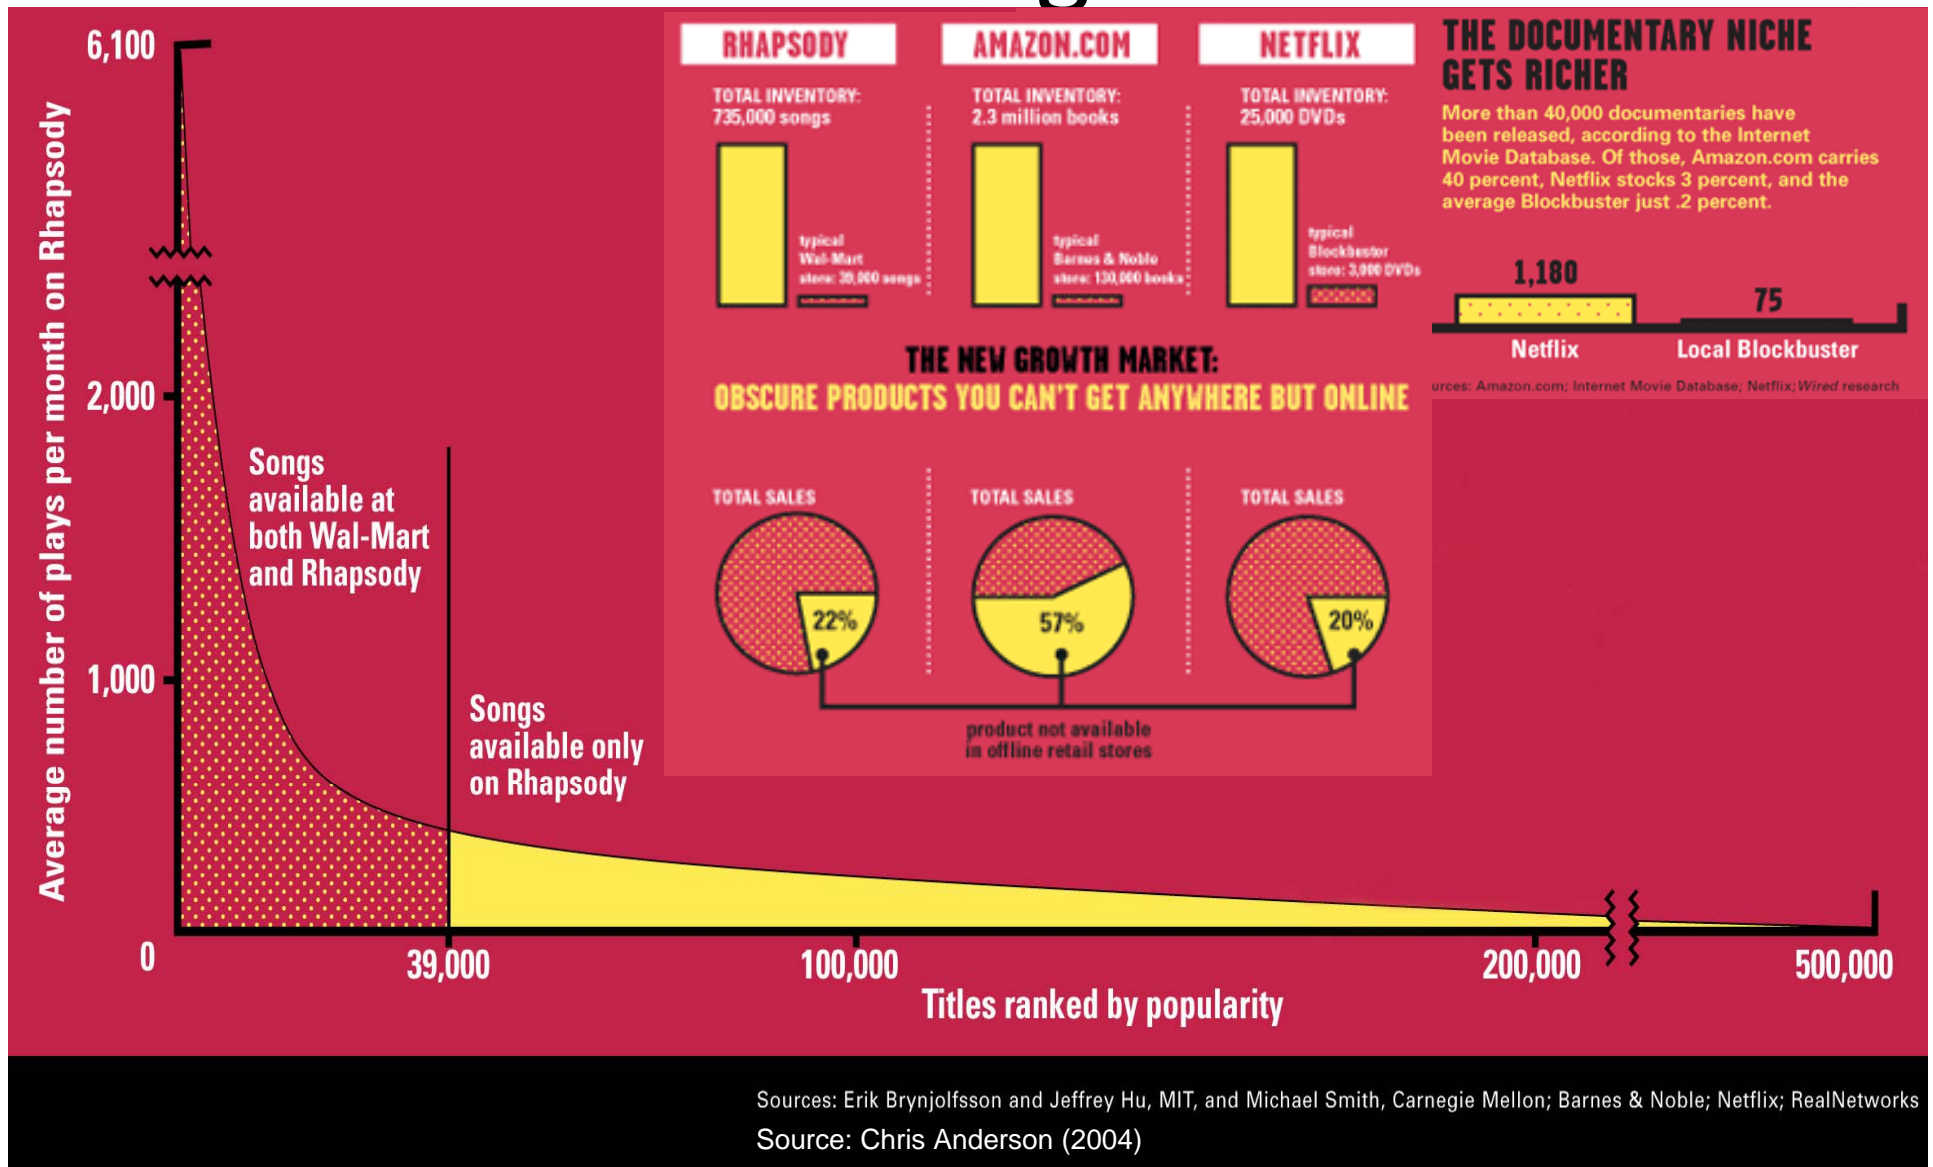 6,100
2,000
1,000
0
Average number of plays per month on Rhapsody
Songs
available at
both Wal-Mart
and Rhapsody
Songs
available only
on Rhapsody
39,000
100,000
200,000
500,000
Titles ranked by popularity
RHAPSODY
TOTAL INVENTORY:
735,000 songs
typical
Wal-Mart
store: 39,000 songs
AMAZON.COM
TOTAL INVENTORY:
2.3 million books
typical
Barnes & Noble
store: 130,000 books
NETFLIX
TOTAL INVENTORY:
25,000 DVDs
typical
Blockbuster
store: 3,000 DVDs
THE NEW GROWTH MARKET:
OBSCURE PRODUCTS YOU CAN'T GET ANYWHERE BUT ONLINE
TOTAL SALES
22%
TOTAL SALES
57%
TOTAL SALES
20%
product not available
in offline retail stores
THE DOCUMENTARY NICHE
GETS RICHER
More than 40,000 documentaries have
been released, according to the Internet
Movie Database. Of those, Amazon.com carries
40 percent, Netflix stocks 3 percent, and the
average Blockbuster just .2 percent.
1,180
75
Netflix
Local Blockbuster
urces: Amazon.com; Internet Movie Database; Netflix; Wired research
Sources: Erik Brynjolfsson and Jeffrey Hu, MIT, and Michael Smith, Carnegie Mellon; Barnes & Noble; Netflix; RealNetworks
Source: Chris Anderson (2004)